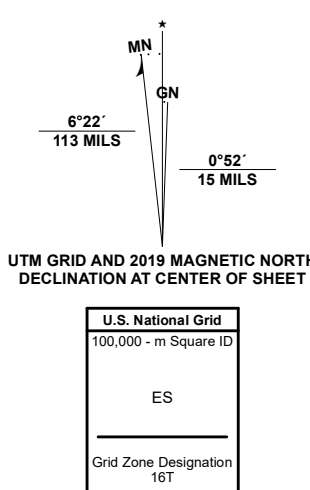 ★
MN
GN
6°22´
113 MILS
0°52´
15 MILS
UTM GRID AND 2019 MAGNETIC NORTH
DECLINATION AT CENTER OF SHEET
U.S. National Grid
100,000 - m Square ID
ES
Grid Zone Designation
16T